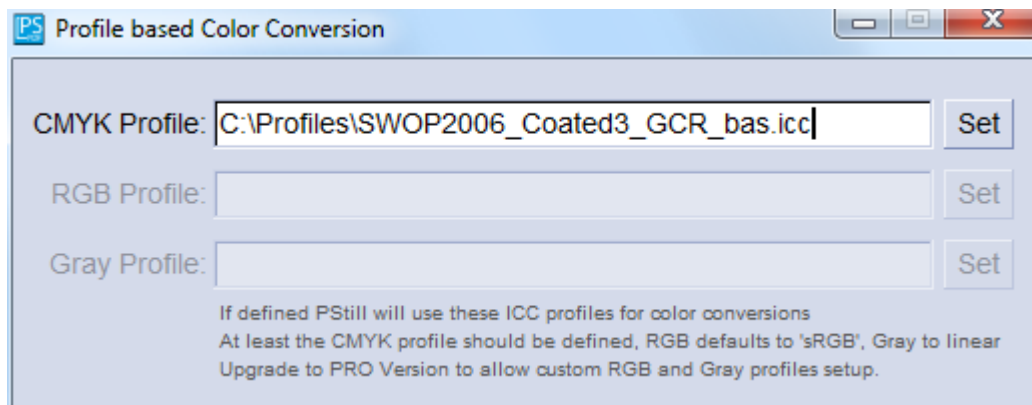 PS Profile based Color Conversion
CMYK Profile: C:\Profiles\SWOP2006_Coated3_GCR_bas.icc Set
RGB Profile: Set
Gray Profile: Set
If defined PStill will use these ICC profiles for color conversions
At least the CMYK profile should be defined, RGB defaults to 'sRGB', Gray to linear
Upgrade to PRO Version to allow custom RGB and Gray profiles setup.